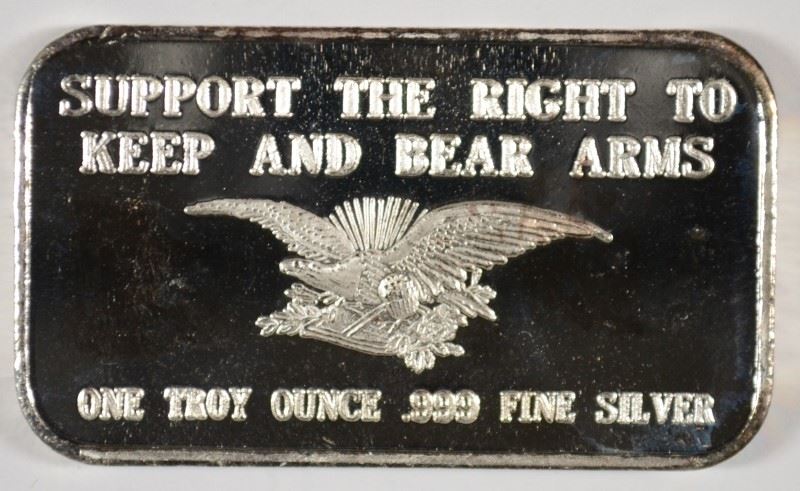 SUPPORT THE RIGHT TO
KEEP AND BEAR ARMS
ONE TROY OUNCE .999 FINE SILVER